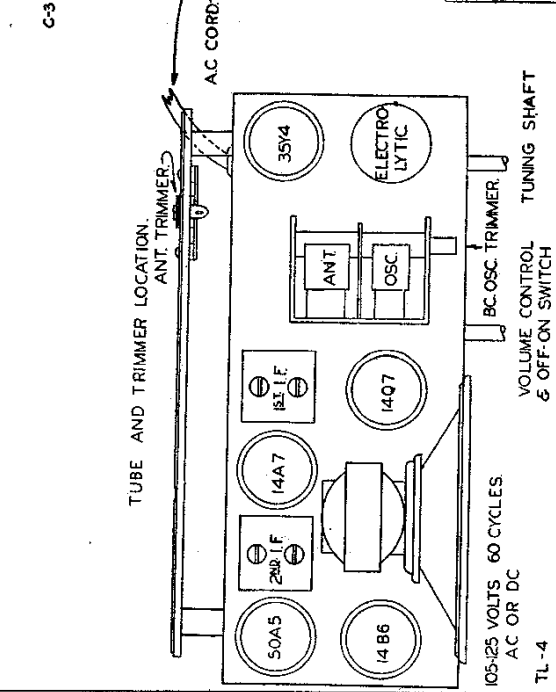 C-3
TUBE AND TRIMMER LOCATION.
ANT. TRIMMER.
A.C CORD
50A5
2ND I.F.
14A7
1ST I.F.
35Y4
14B6
14Q7
ANT.
OSC.
ELECTRO
LYTIC.
BC. OSC. TRIMMER.
105-125 VOLTS 60 CYCLES.
AC OR DC
TL-4
VOLUME CONTROL
& OFF-ON SWITCH
TUNING SHAFT